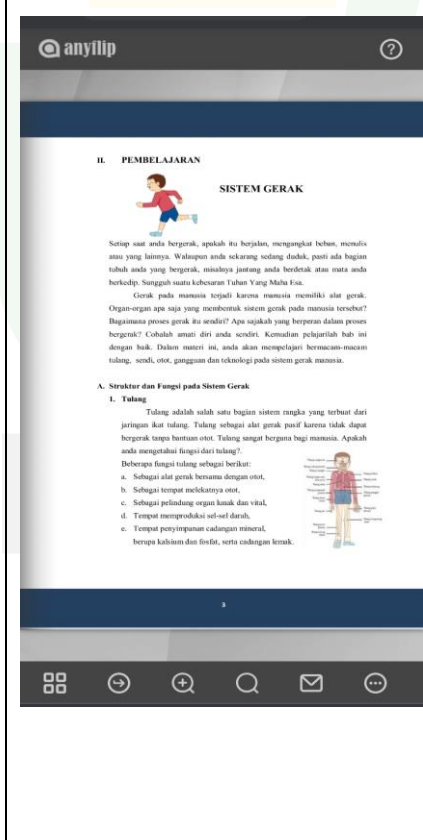 anyflip
?
II. PEMBELAJARAN
SISTEM GERAK
Setiap saat anda bergerak, apakah itu berjalan, mengangkat beban, menulis
atau yang lainnya. Walaupun anda sekarang sedang duduk, pasti ada bagian
tubuh anda yang bergerak, misalnya jantung anda berdetak atau mata anda
berkedip. Sungguh suatu kebesaran Tuhan Yang Maha Esa.
Gerak pada manusia terjadi karena manusia memiliki alat gerak.
Organ-organ apa saja yang membentuk sistem gerak pada manusia tersebut?
Bagaimana proses gerak itu sendiri? Apa sajakah yang berperan dalam proses
bergerak? Cobalah amati diri anda sendiri. Kemudian pelajarilah bab ini
dengan baik. Dalam materi ini, anda akan mempelajari bermacam-macam
tulang, sendi, otot, gangguan dan teknologi pada sistem gerak manusia.
A. Struktur dan Fungsi pada Sistem Gerak
1. Tulang
Tulang adalah salah satu bagian sistem rangka yang terbuat dari
jaringan ikat tulang. Tulang sebagai alat gerak pasif karena tidak dapat
bergerak tanpa bantuan otot. Tulang sangat berguna bagi manusia. Apakah
anda mengetahui fungsi dari tulang?.
Beberapa fungsi tulang sebagai berikut:
a. Sebagai alat gerak bersama dengan otot,
b. Sebagai tempat melekatnya otot,
c. Sebagai pelindung organ lunak dan vital,
d. Tempat memproduksi sel-sel darah,
e. Tempat penyimpanan cadangan mineral,
berupa kalsium dan fosfat, serta cadangan lemak.
3